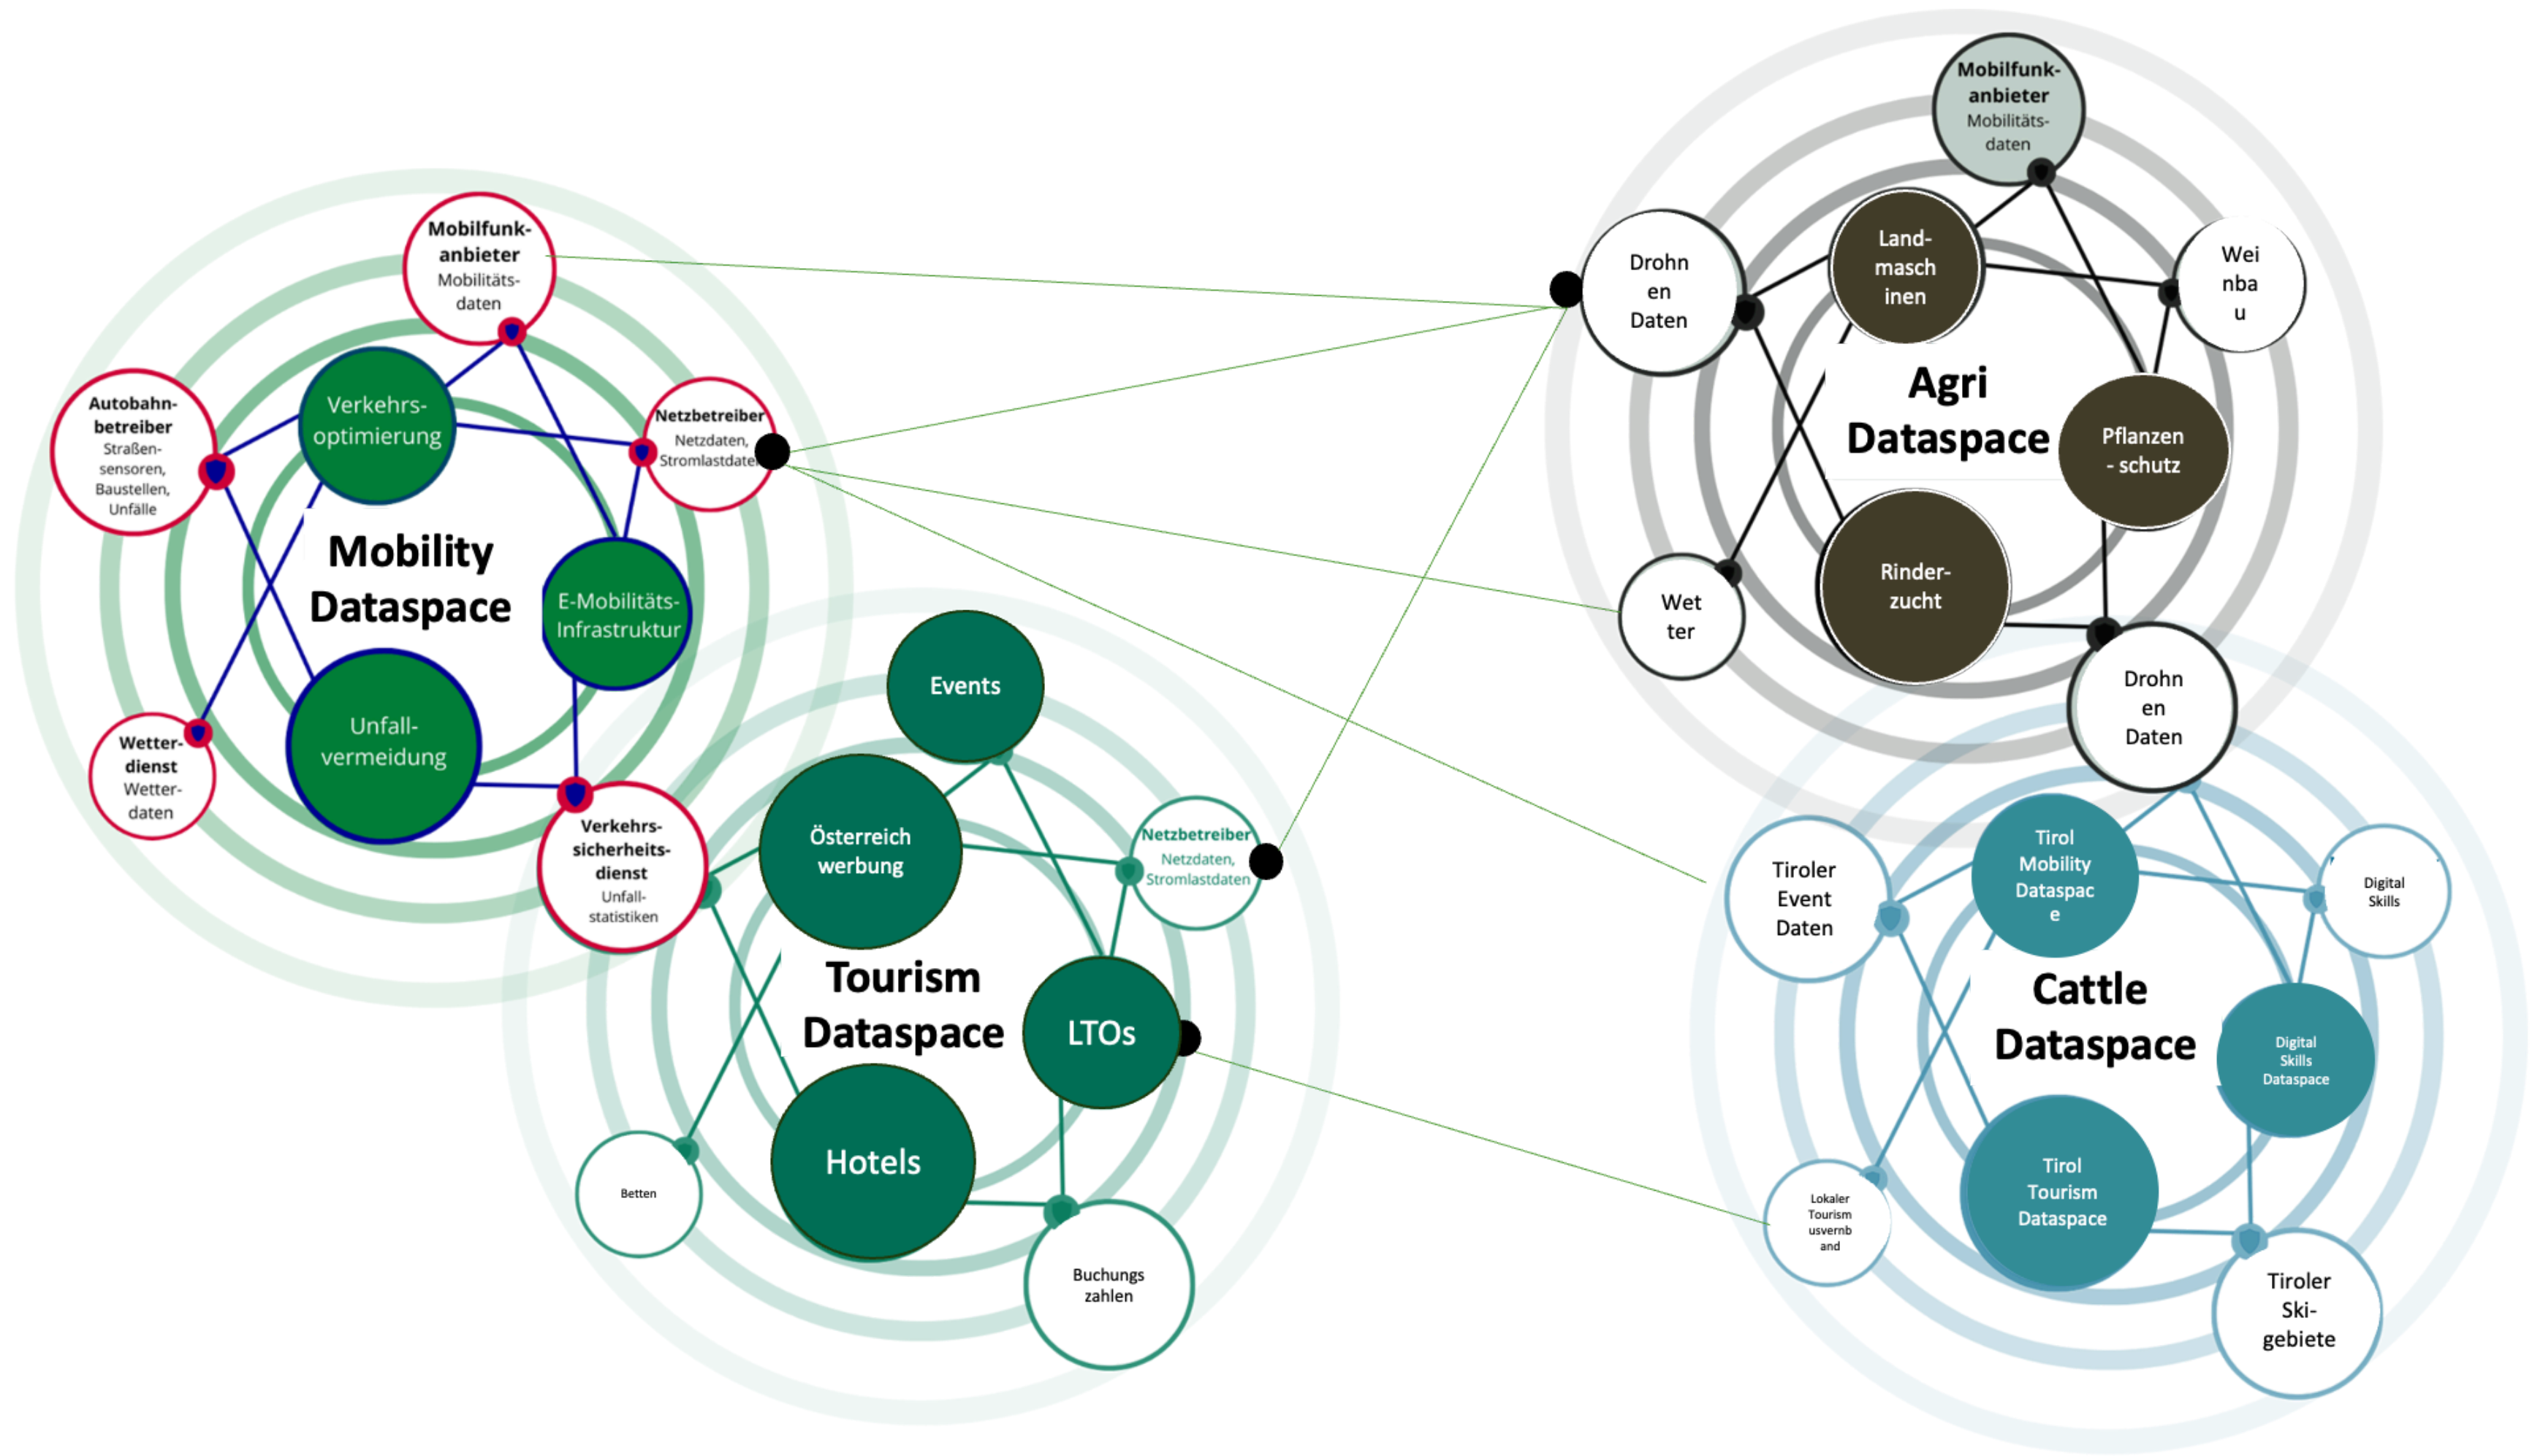 Mobilfunk-
anbieter
Mobilitäts-
daten
Autobahn-
betreiber
Straßen-
sensoren,
Baustellen,
Unfälle
Verkehrs-
optimierung
Netzbetreiber
Netzdaten,
Stromlastdaten
Mobility
Dataspace
E-Mobilitäts-
Infrastruktur
Unfall-
vermeidung
Wetter-
dienst
Wetter-
daten
Verkehrs-
sicherheits-
dienst
Unfall-
statistiken
Events
Österreich
werbung
Netzbetreiber
Netzdaten,
Stromlastdaten
Tourism
Dataspace
LTOs
Hotels
Betten
Buchungs
zahlen
Mobilfunk-
anbieter
Mobilitäts-
daten
Drohn
en
Daten
Land-
masch
inen
Wei
nba
u
Agri
Dataspace
Pflanzen
- schutz
Rinder-
zucht
Wet
ter
Drohn
en
Daten
Tiroler
Event
Daten
Tirol
Mobility
Dataspac
e
Digital
Skills
Cattle
Dataspace
Digital
Skills
Dataspace
Tirol
Tourism
Dataspace
Lokaler
Tourism
usvernb
and
Tiroler
Ski-
gebiete